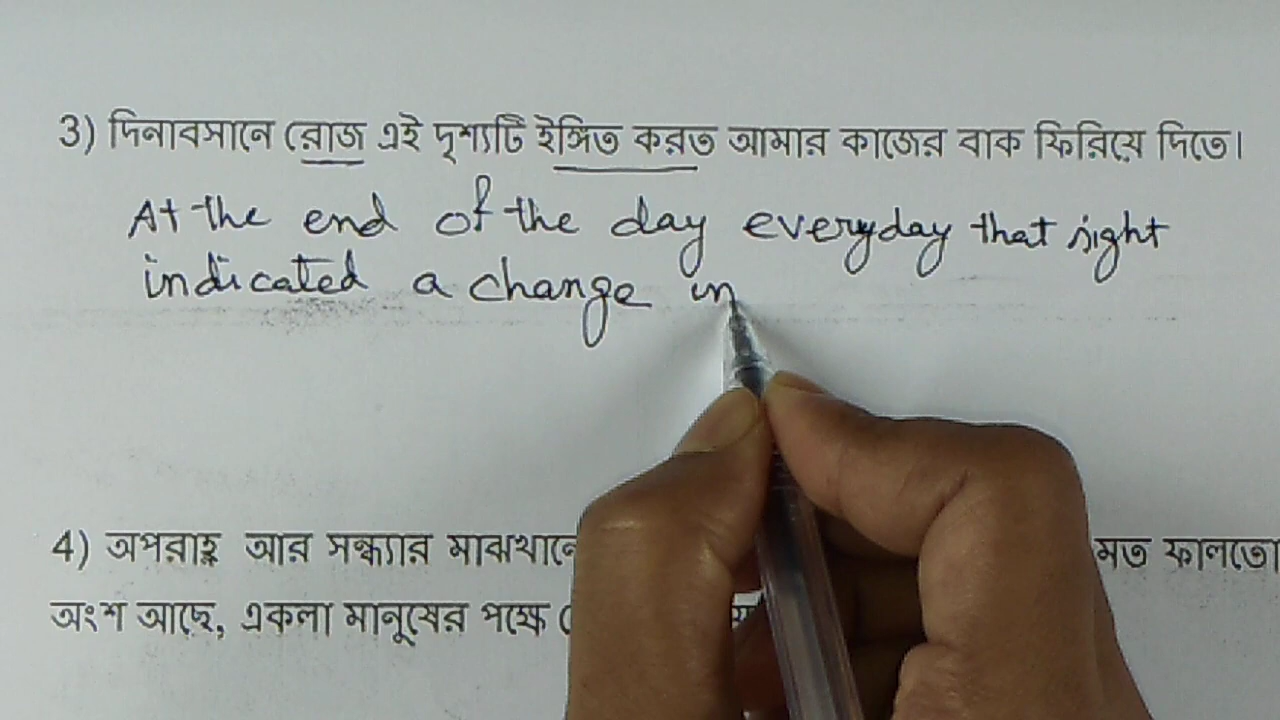 3) দিনাবসানে রোজ এই দৃশ্যটি ইঙ্গিত করত আমার কাজের বাক ফিরিয়ে দিতে।
At the end of the day everyday that sight
indicated a change in
4) অপরাহ্ণ আর সন্ধ্যার মাঝখানে মত ফালতো
অংশ আছে, একলা মানুষের পক্ষে